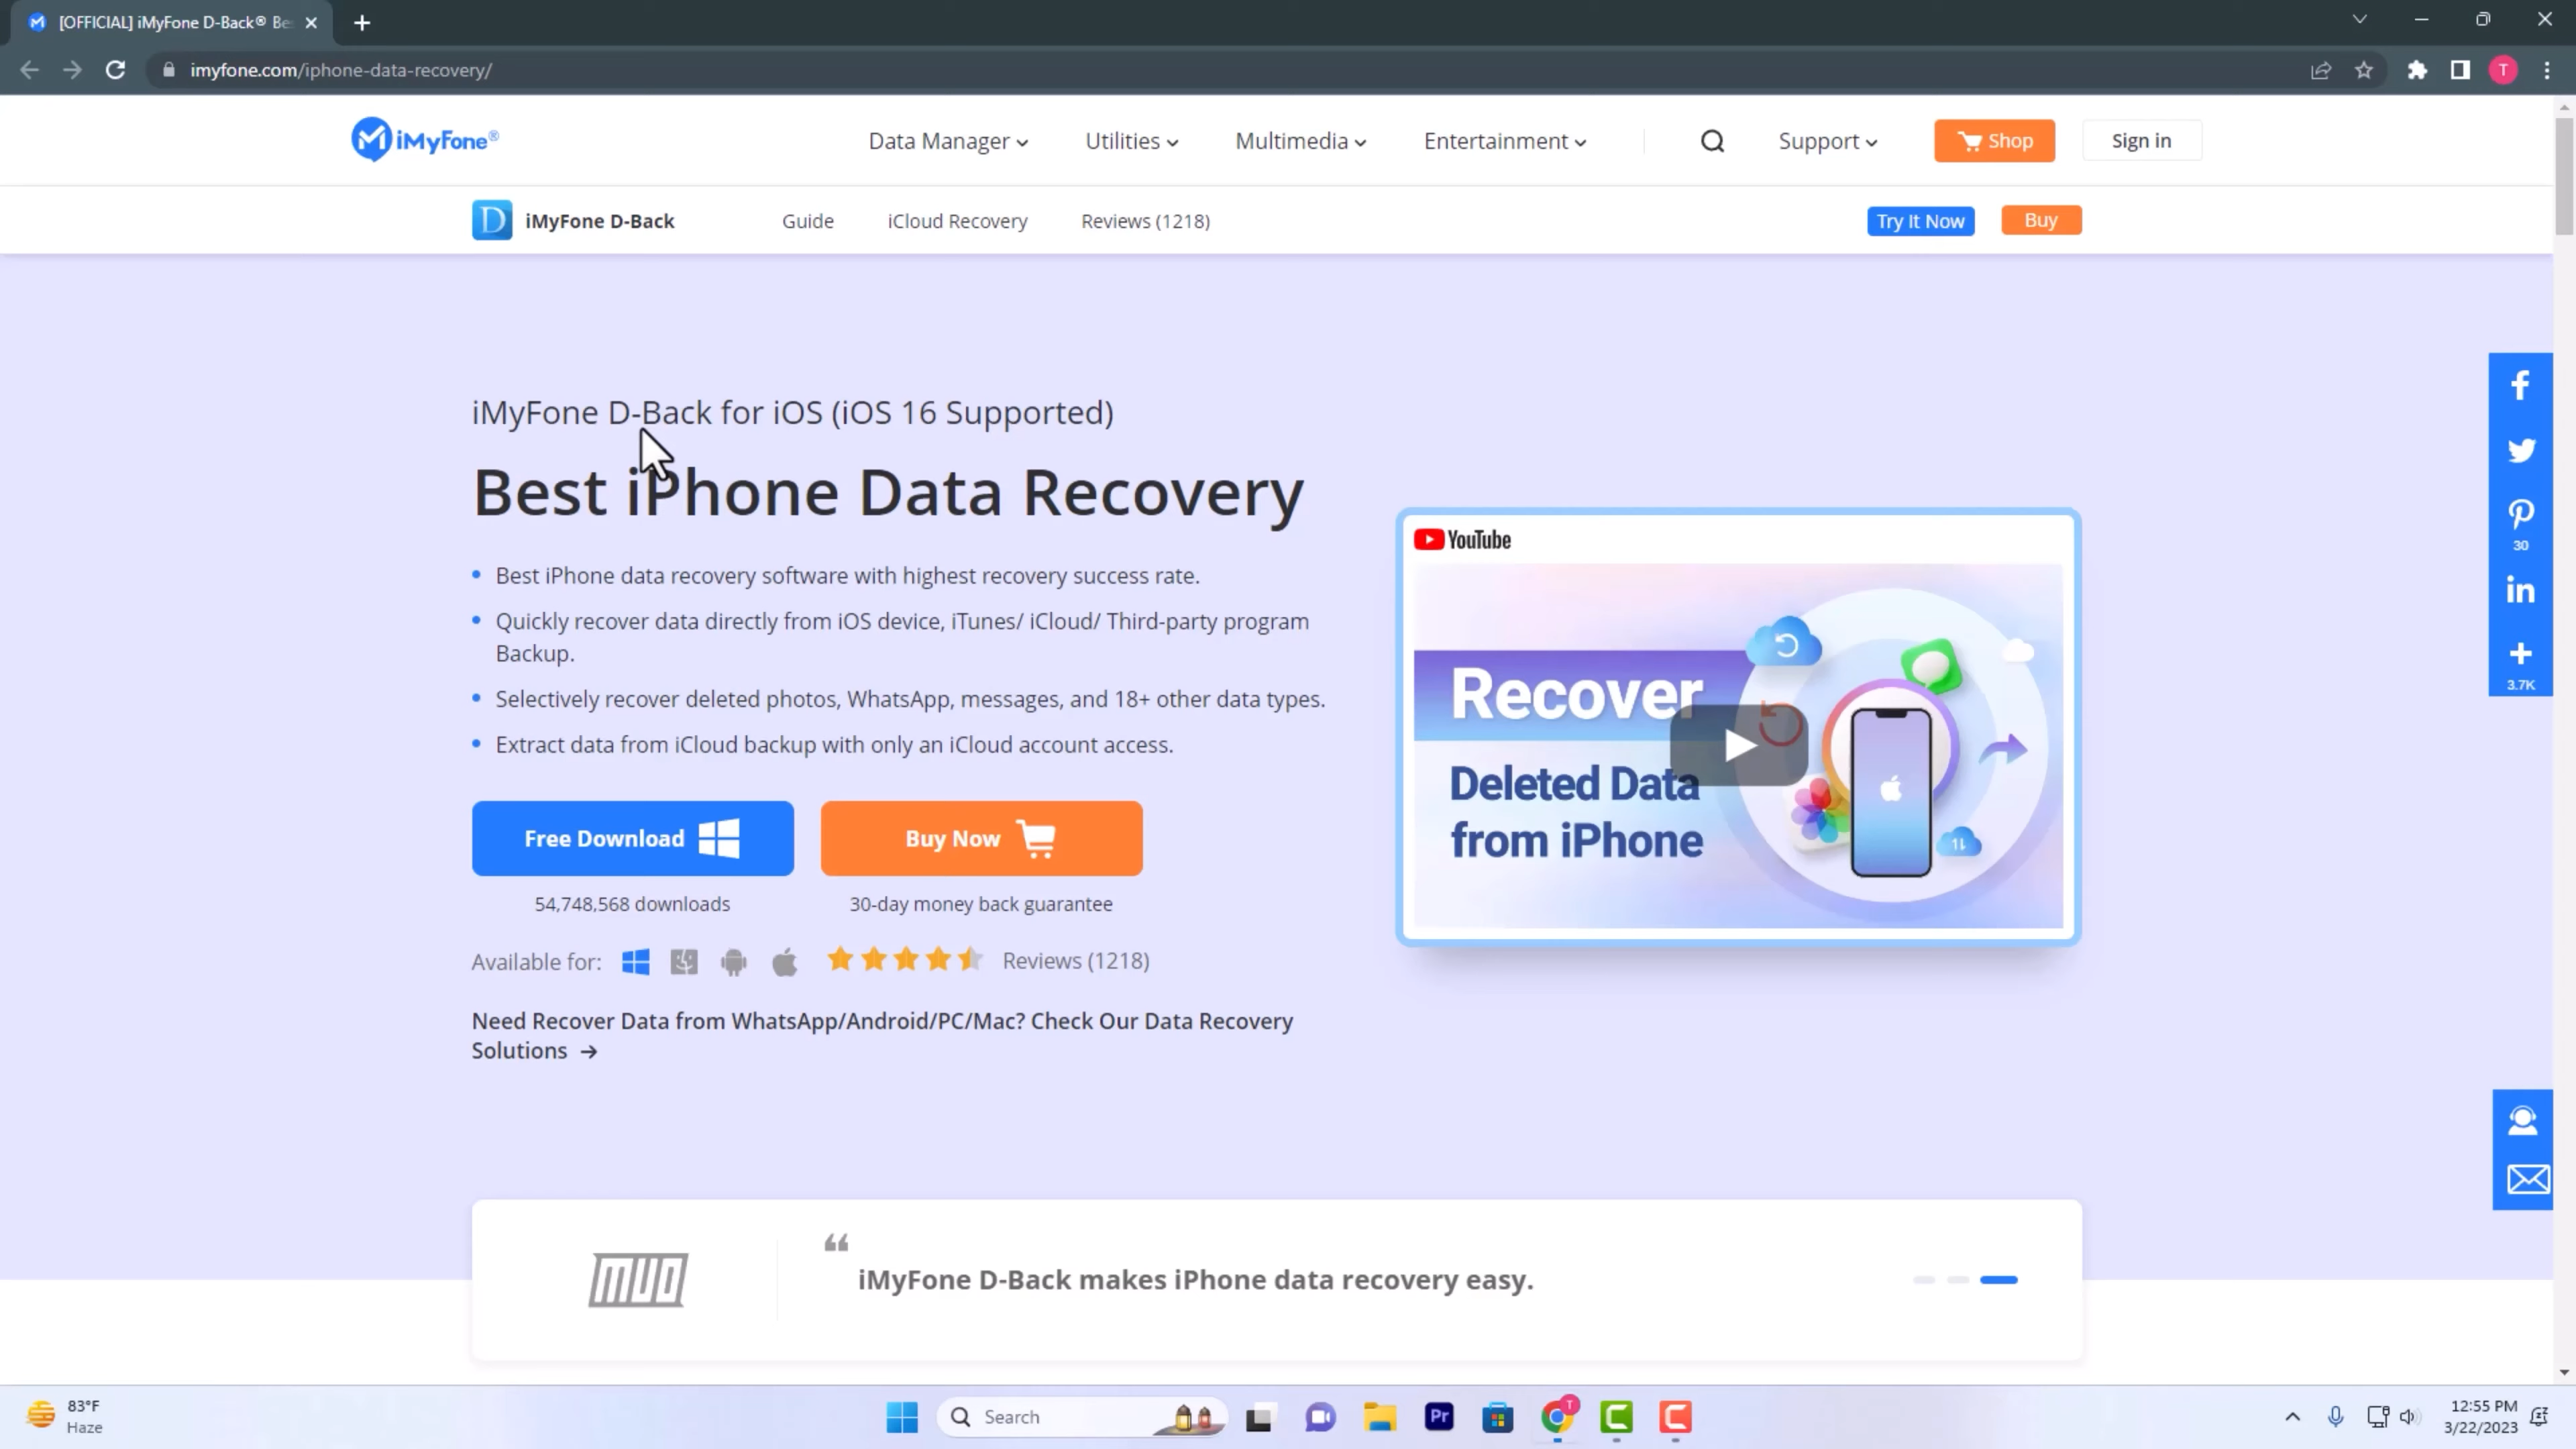 [OFFICIAL] iMyFone D-Back® Be
imyfone.com/iphone-data-recovery/
T
iMyFone®
Data Manager
Utilities
Multimedia
Entertainment
Support
Shop
Sign in
D
iMyFone D-Back
Guide
iCloud Recovery
Reviews (1218)
Try It Now
Buy
iMyFone D-Back for iOS (iOS 16 Supported)
Best iPhone Data Recovery
Best iPhone data recovery software with highest recovery success rate.
Quickly recover data directly from iOS device, iTunes/ iCloud/ Third-party program
Backup.
Selectively recover deleted photos, WhatsApp, messages, and 18+ other data types.
Extract data from iCloud backup with only an iCloud account access.
Free Download
Buy Now
54,748,568 downloads
30-day money back guarantee
Available for:
Reviews (1218)
Need Recover Data from WhatsApp/Android/PC/Mac? Check Our Data Recovery
Solutions →
YouTube
Recover
Deleted Data
from iPhone
30
in
3.7K
MUO
“ iMyFone D-Back makes iPhone data recovery easy.
83°F
Haze
Search
Pr
T
12:55 PM
3/22/2023